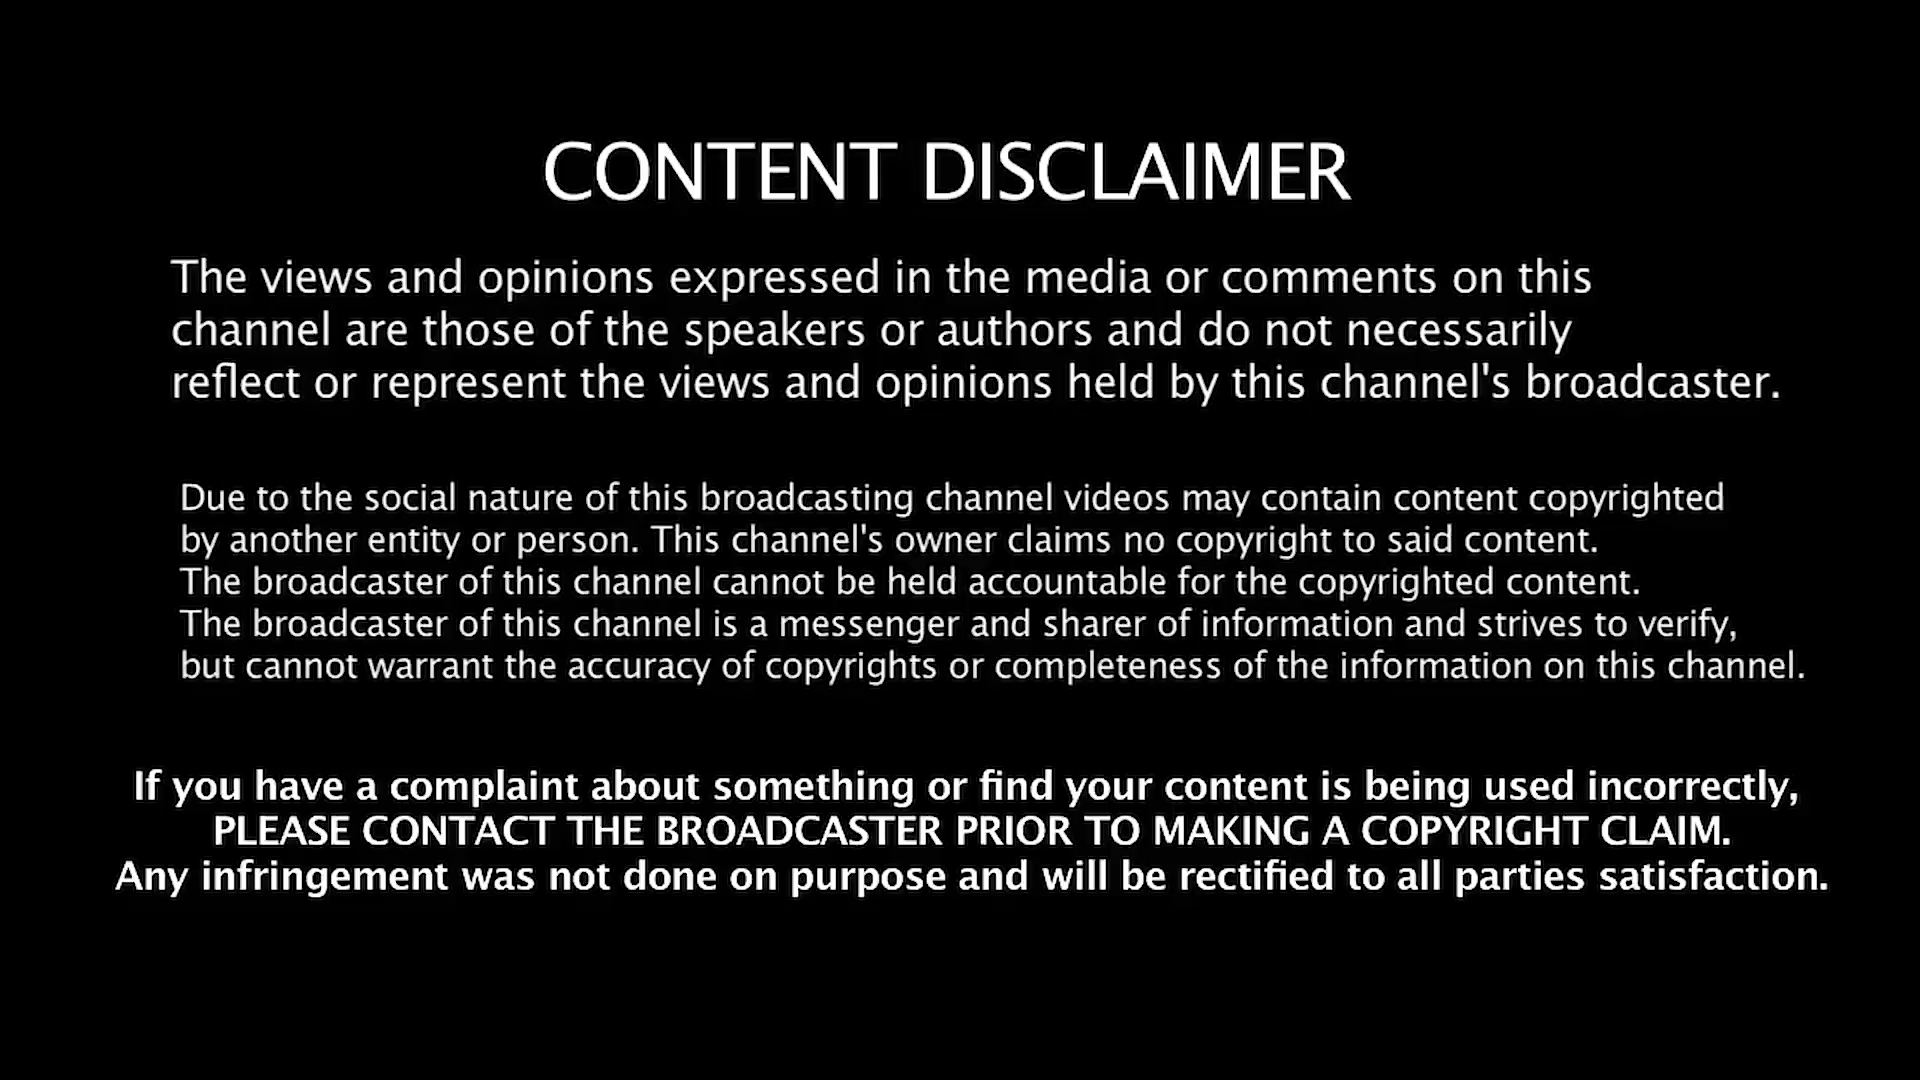 CONTENT DISCLAIMER
The views and opinions expressed in the media or comments on this
channel are those of the speakers or authors and do not necessarily
reflect or represent the views and opinions held by this channel's broadcaster.
Due to the social nature of this broadcasting channel videos may contain content copyrighted
by another entity or person. This channel's owner claims no copyright to said content.
The broadcaster of this channel cannot be held accountable for the copyrighted content.
The broadcaster of this channel is a messenger and sharer of information and strives to verify,
but cannot warrant the accuracy of copyrights or completeness of the information on this channel.
If you have a complaint about something or find your content is being used incorrectly,
PLEASE CONTACT THE BROADCASTER PRIOR TO MAKING A COPYRIGHT CLAIM.
Any infringement was not done on purpose and will be rectified to all parties satisfaction.